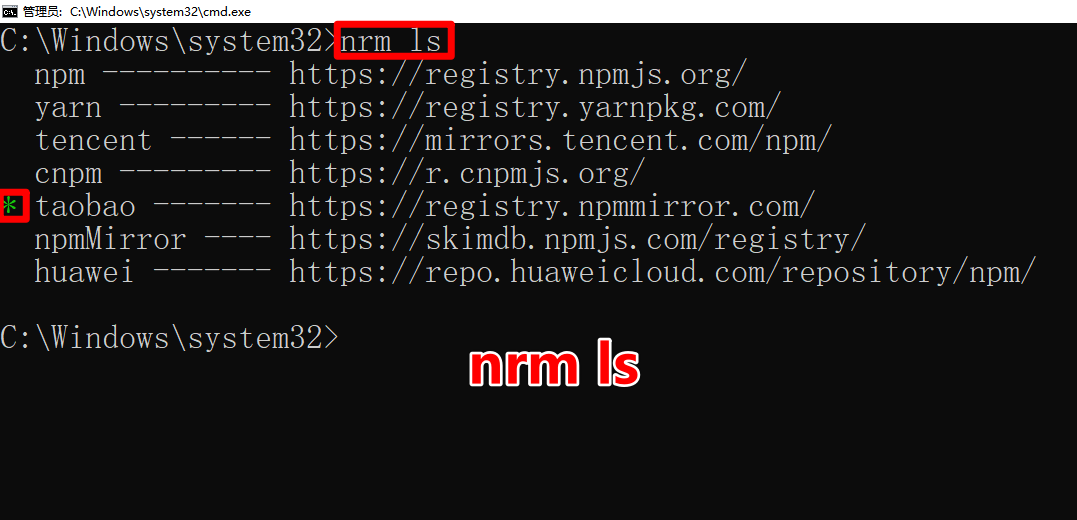 管理员: C:\Windows\system32\cmd.exe
C:\Windows\system32>nrm ls
npm ---------- https://registry.npmjs.org/
yarn --------- https://registry.yarnpkg.com/
tencent ------ https://mirrors.tencent.com/npm/
cnpm --------- https://r.cnpmjs.org/
* taobao ------- https://registry.npmmirror.com/
npmMirror ---- https://skimdb.npmjs.com/registry/
huawei ------- https://repo.huaweicloud.com/repository/npm/
C:\Windows\system32>
nrm ls